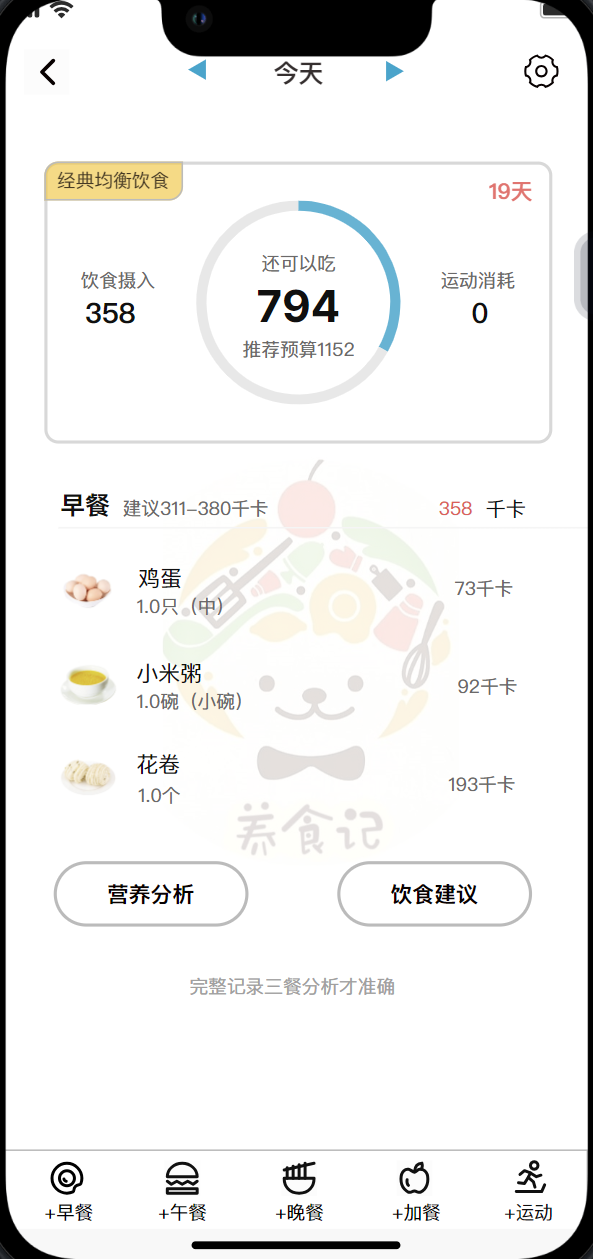 今天
经典均衡饮食
19天
饮食摄入
358
还可以吃
794
推荐预算1152
运动消耗
0
早餐 建议311-380千卡 358 千卡
鸡蛋
1.0只（中） 73千卡
小米粥
1.0碗（小碗） 92千卡
花卷
1.0个 193千卡
养食记
营养分析 饮食建议
完整记录三餐分析才准确
+早餐 +午餐 +晚餐 +加餐 +运动